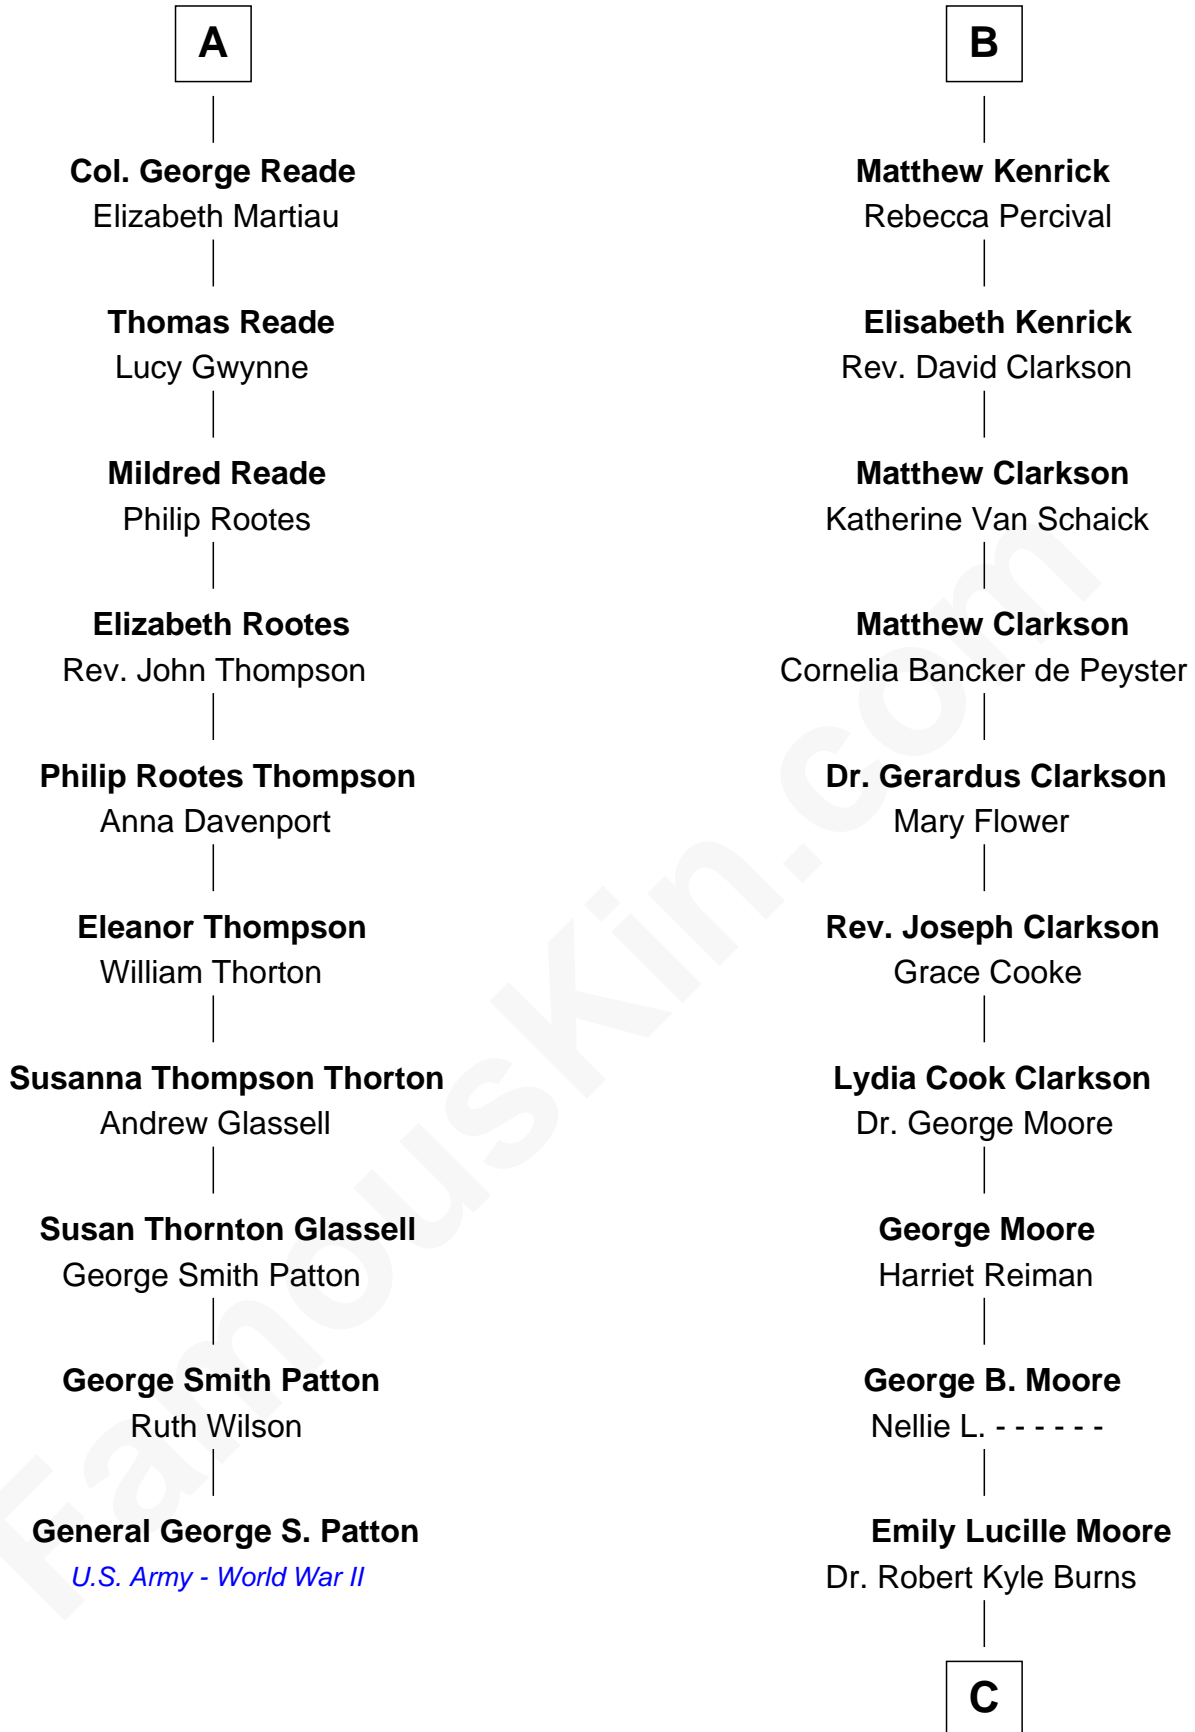 A
Col. George Reade
Elizabeth Martiau
Thomas Reade
Lucy Gwynne
Mildred Reade
Philip Rootes
Elizabeth Rootes
Rev. John Thompson
Philip Rootes Thompson
Anna Davenport
Eleanor Thompson
William Thorton
Susanna Thompson Thorton
Andrew Glassell
Susan Thornton Glassell
George Smith Patton
George Smith Patton
Ruth Wilson
General George S. Patton
U.S. Army - World War II
B
Matthew Kenrick
Rebecca Percival
Elisabeth Kenrick
Rev. David Clarkson
Matthew Clarkson
Katherine Van Schaick
Matthew Clarkson
Cornelia Bancker de Peyster
Dr. Gerardus Clarkson
Mary Flower
Rev. Joseph Clarkson
Grace Cooke
Lydia Cook Clarkson
Dr. George Moore
George Moore
Harriet Reiman
George B. Moore
Nellie L. - - - - - -
Emily Lucille Moore
Dr. Robert Kyle Burns
C
FamousKin.com